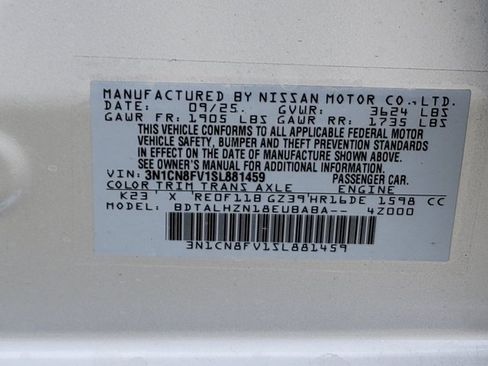 MANUFACTURED BY NISSAN MOTOR CO.,LTD.
DATE: 09/25. GVWR: 3624 LBS
GAWR FR: 1905 LBS GAWR RR: 1735 LBS
THIS VEHICLE CONFORMS TO ALL APPLICABLE FEDERAL MOTOR
VEHICLE SAFETY, BUMPER AND THEFT PREVENTION STANDARDS
IN EFFECT ON THE DATE OF MANUFACTURE SHOWN ABOVE.
SEE OWNER'S MANUAL FOR ADDITIONAL INFORMATION.
VIN: 3N1CN8FV1SL881459 PASSENGER CAR.
COLOR TRIM TRANS AXLE ENGINE
K23 X RE0F11B GZ39 HR16DE 1598 CC
MODEL: BDTALHZN18EUBABA-- 4Z000
3N1CN8FV1SL881459